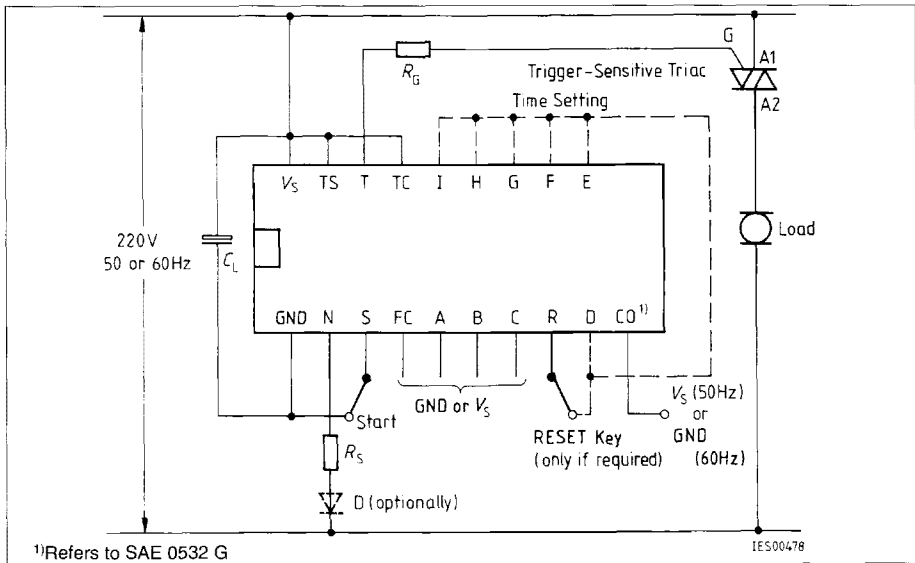 G
A1
R_G
Trigger-Sensitive Triac
A2
Time Setting
V_S TS T TC I H G F E
220V
50 or 60Hz
C_L
Load
GND N S FC A B C R D CO 1)
GND or V_S
Start
V_S (50Hz)
or
GND
(60Hz)
RESET Key
(only if required)
R_S
D (optionally)
1)Refers to SAE 0532 G
IES00478